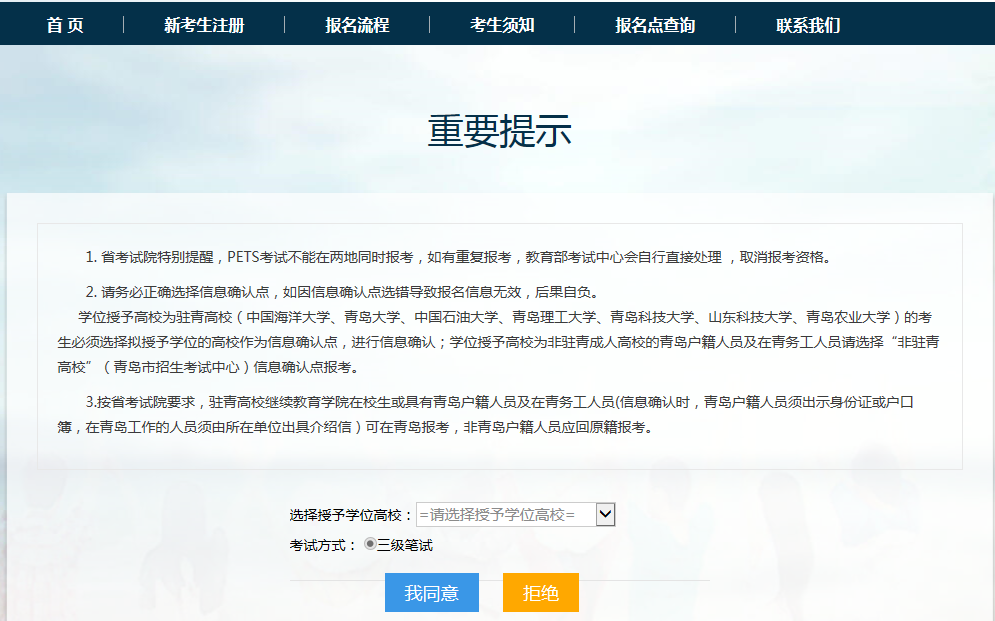 首 页 新考生注册 报名流程 考生须知 报名点查询 联系我们
重要提示
1. 省考试院特别提醒，PETS考试不能在两地同时报考，如有重复报考，教育部考试中心会自行直接处理 ，取消报考资格。
2. 请务必正确选择信息确认点，如因信息确认点选错导致报名信息无效，后果自负。
学位授予高校为驻青高校（中国海洋大学、青岛大学、中国石油大学、青岛理工大学、青岛科技大学、山东科技大学、青岛农业大学）的考
生必须选择拟授予学位的高校作为信息确认点，进行信息确认；学位授予高校为非驻青成人高校的青岛户籍人员及在青务工人员请选择“非驻青
高校”（青岛市招生考试中心）信息确认点报考。
3.按省考试院要求，驻青高校继续教育学院在校生或具有青岛户籍人员及在青务工人员(信息确认时，青岛户籍人员须出示身份证或户口
簿，在青岛工作的人员须由所在单位出具介绍信）可在青岛报考，非青岛户籍人员应回原籍报考。
选择授予学位高校：=请选择授予学位高校=
考试方式：三级笔试
我同意 拒绝